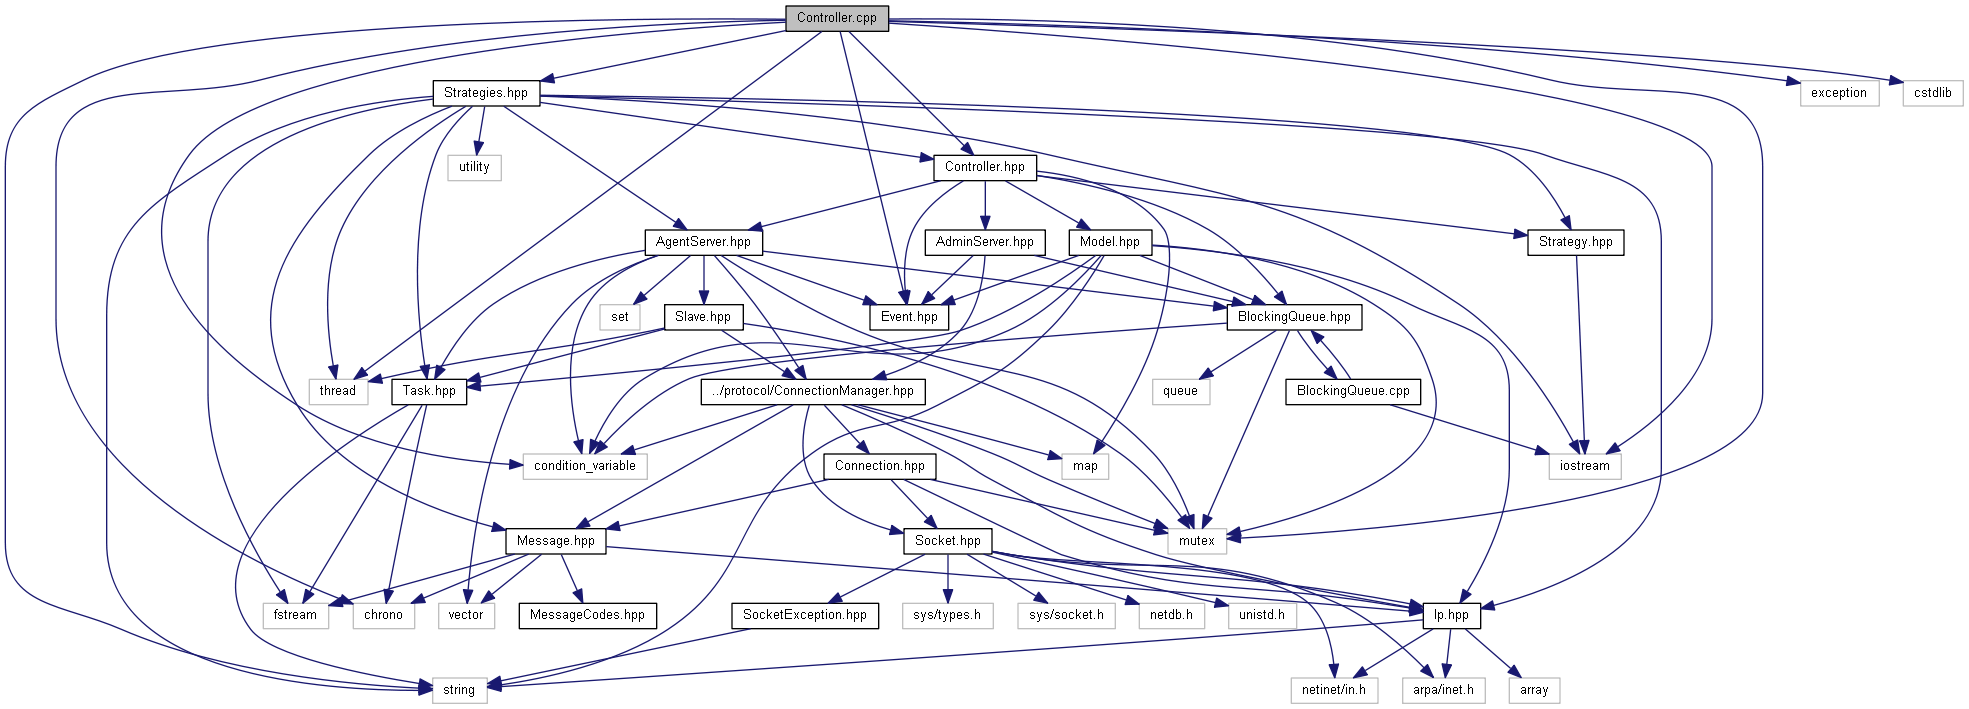 Controller.cpp
Strategies.hpp
exception
cstdlib
utility
Controller.hpp
AgentServer.hpp
AdminServer.hpp
Model.hpp
Strategy.hpp
set
Slave.hpp
Event.hpp
BlockingQueue.hpp
thread
Task.hpp
../protocol/ConnectionManager.hpp
queue
BlockingQueue.cpp
condition_variable
Connection.hpp
map
iostream
Message.hpp
Socket.hpp
mutex
fstream
chrono
vector
MessageCodes.hpp
SocketException.hpp
sys/types.h
sys/socket.h
netdb.h
unistd.h
Ip.hpp
string
netinet/in.h
arpa/inet.h
array